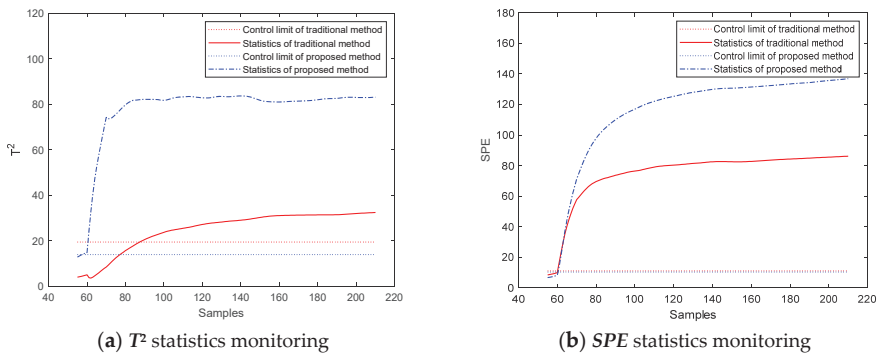 120
100
80
60
40
20
0
T²
40 60 80 100 120 140 160 180 200 220
Samples
Control limit of traditional method
Statistics of traditional method
Control limit of proposed method
Statistics of proposed method
(a) T² statistics monitoring
180
160
140
120
100
80
60
40
20
0
SPE
40 60 80 100 120 140 160 180 200 220
Samples
Control limit of traditional method
Statistics of traditional method
Control limit of proposed method
Statistics of proposed method
(b) SPE statistics monitoring